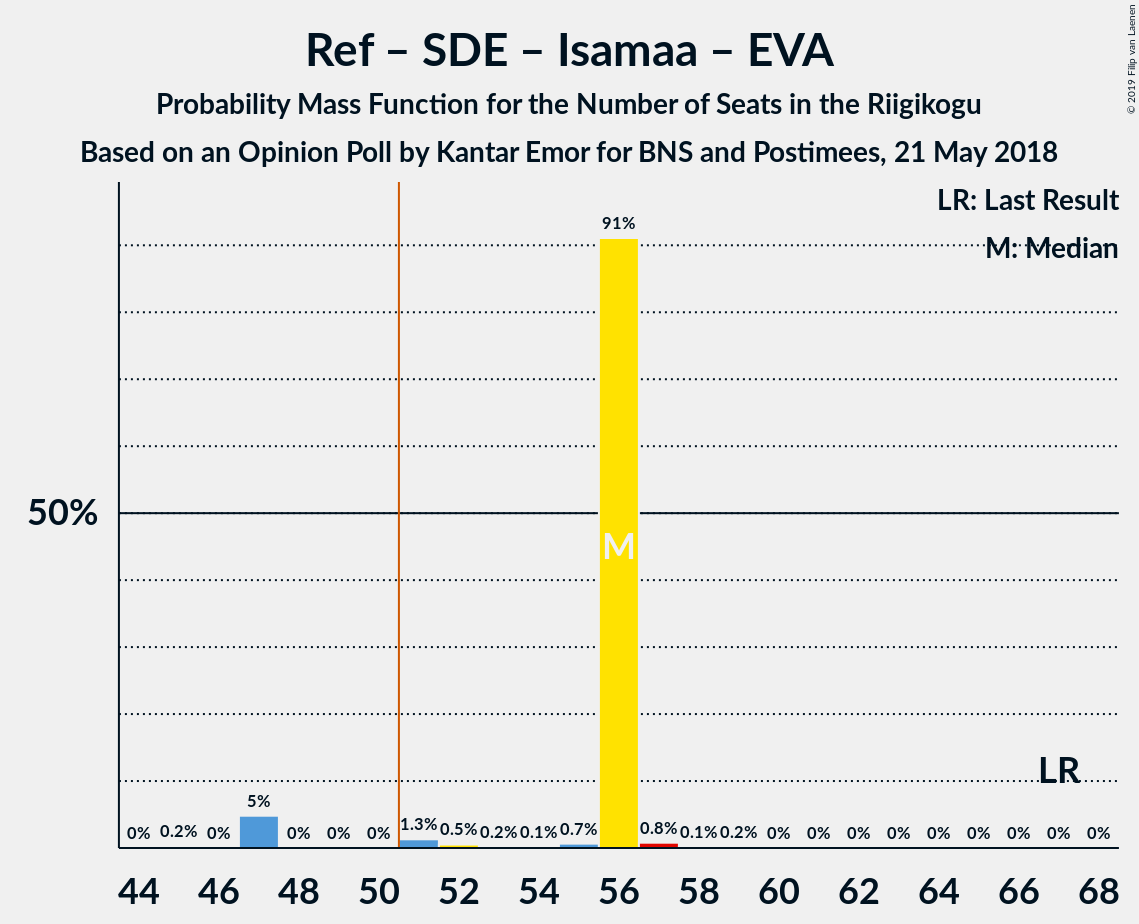 Ref – SDE – Isamaa – EVA
Probability Mass Function for the Number of Seats in the Riigikogu
Based on an Opinion Poll by Kantar Emor for BNS and Postimees, 21 May 2018
© 2019 Filip van Laenen
LR: Last Result
M: Median
91%
50%
M
LR
5%
0% 0.2% 0% 0% 0% 0% 1.3% 0.5% 0.2% 0.1% 0.7% 0.8% 0.1% 0.2% 0% 0% 0% 0% 0% 0% 0% 0% 0%
44 46 48 50 52 54 56 58 60 62 64 66 68